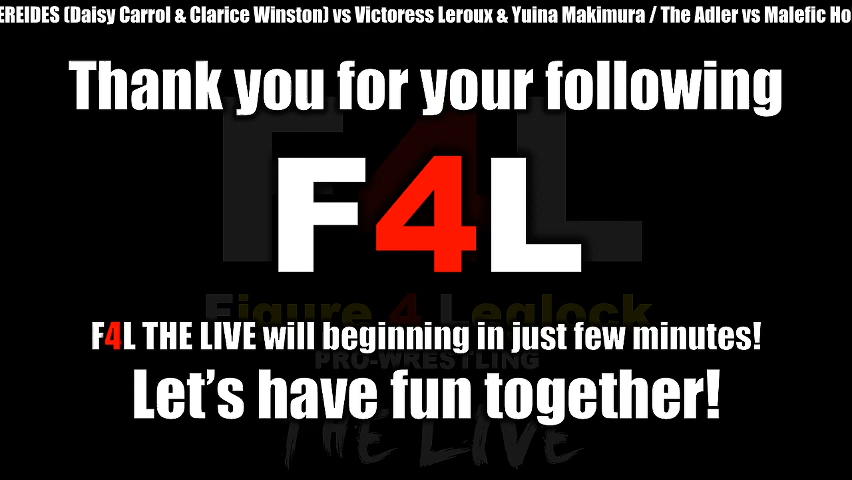 EREIDES (Daisy Carrol & Clarice Winston) vs Victoress Leroux & Yuina Makimura / The Adler vs Malefic Ho
Thank you for your following
F4L
Figure 4 Leglock
F4L THE LIVE will beginning in just few minutes!
PRO-WRESTLING
Let's have fun together!
THE LIVE